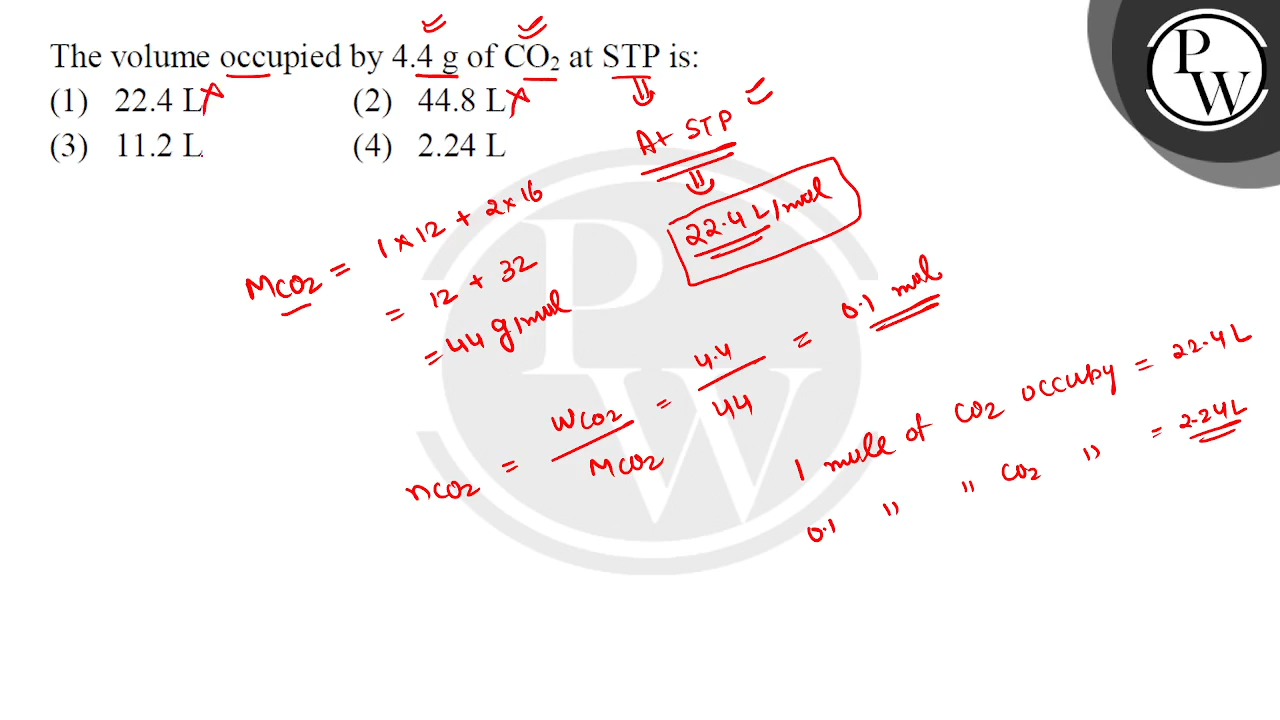 The volume occupied by 4.4 g of CO₂ at STP is:
(1) 22.4 L× (2) 44.8 L×
(3) 11.2 L (4) 2.24 L
At STP
22.4 L/mol
M CO2 = 1×12 + 2×16
= 12 + 32
= 44 g/mol
nCO2 = WCO2 / MCO2 = 4.4 / 44 = 0.1 mol
1 mole of CO2 occupy = 22.4 L
0.1 " " CO2 " = 2.24L
P
W
P
W